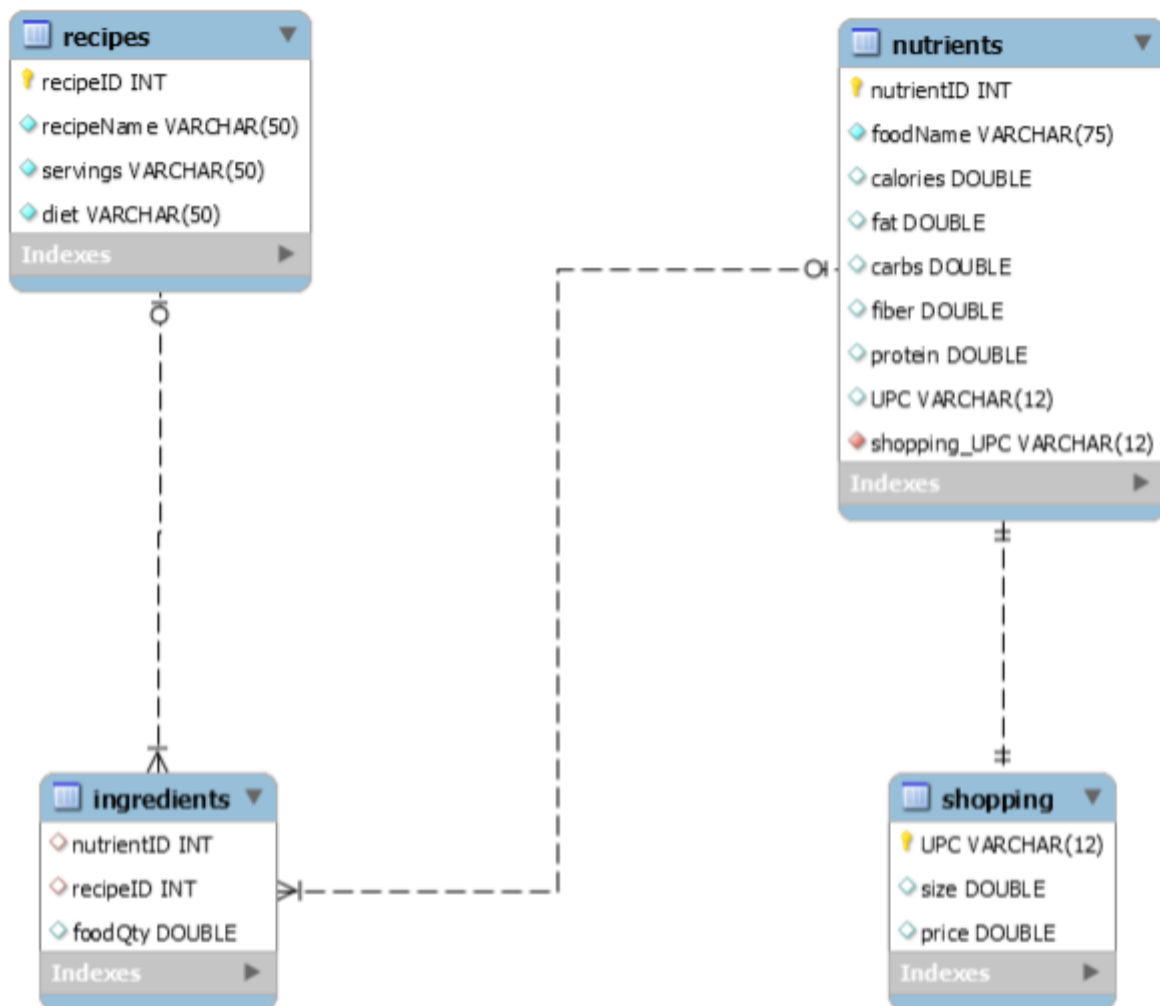 recipes
recipeID INT
recipeName VARCHAR(50)
servings VARCHAR(50)
diet VARCHAR(50)
Indexes
nutrients
nutrientID INT
foodName VARCHAR(75)
calories DOUBLE
fat DOUBLE
carbs DOUBLE
fiber DOUBLE
protein DOUBLE
UPC VARCHAR(12)
shopping_UPC VARCHAR(12)
Indexes
ingredients
nutrientID INT
recipeID INT
foodQty DOUBLE
Indexes
shopping
UPC VARCHAR(12)
size DOUBLE
price DOUBLE
Indexes